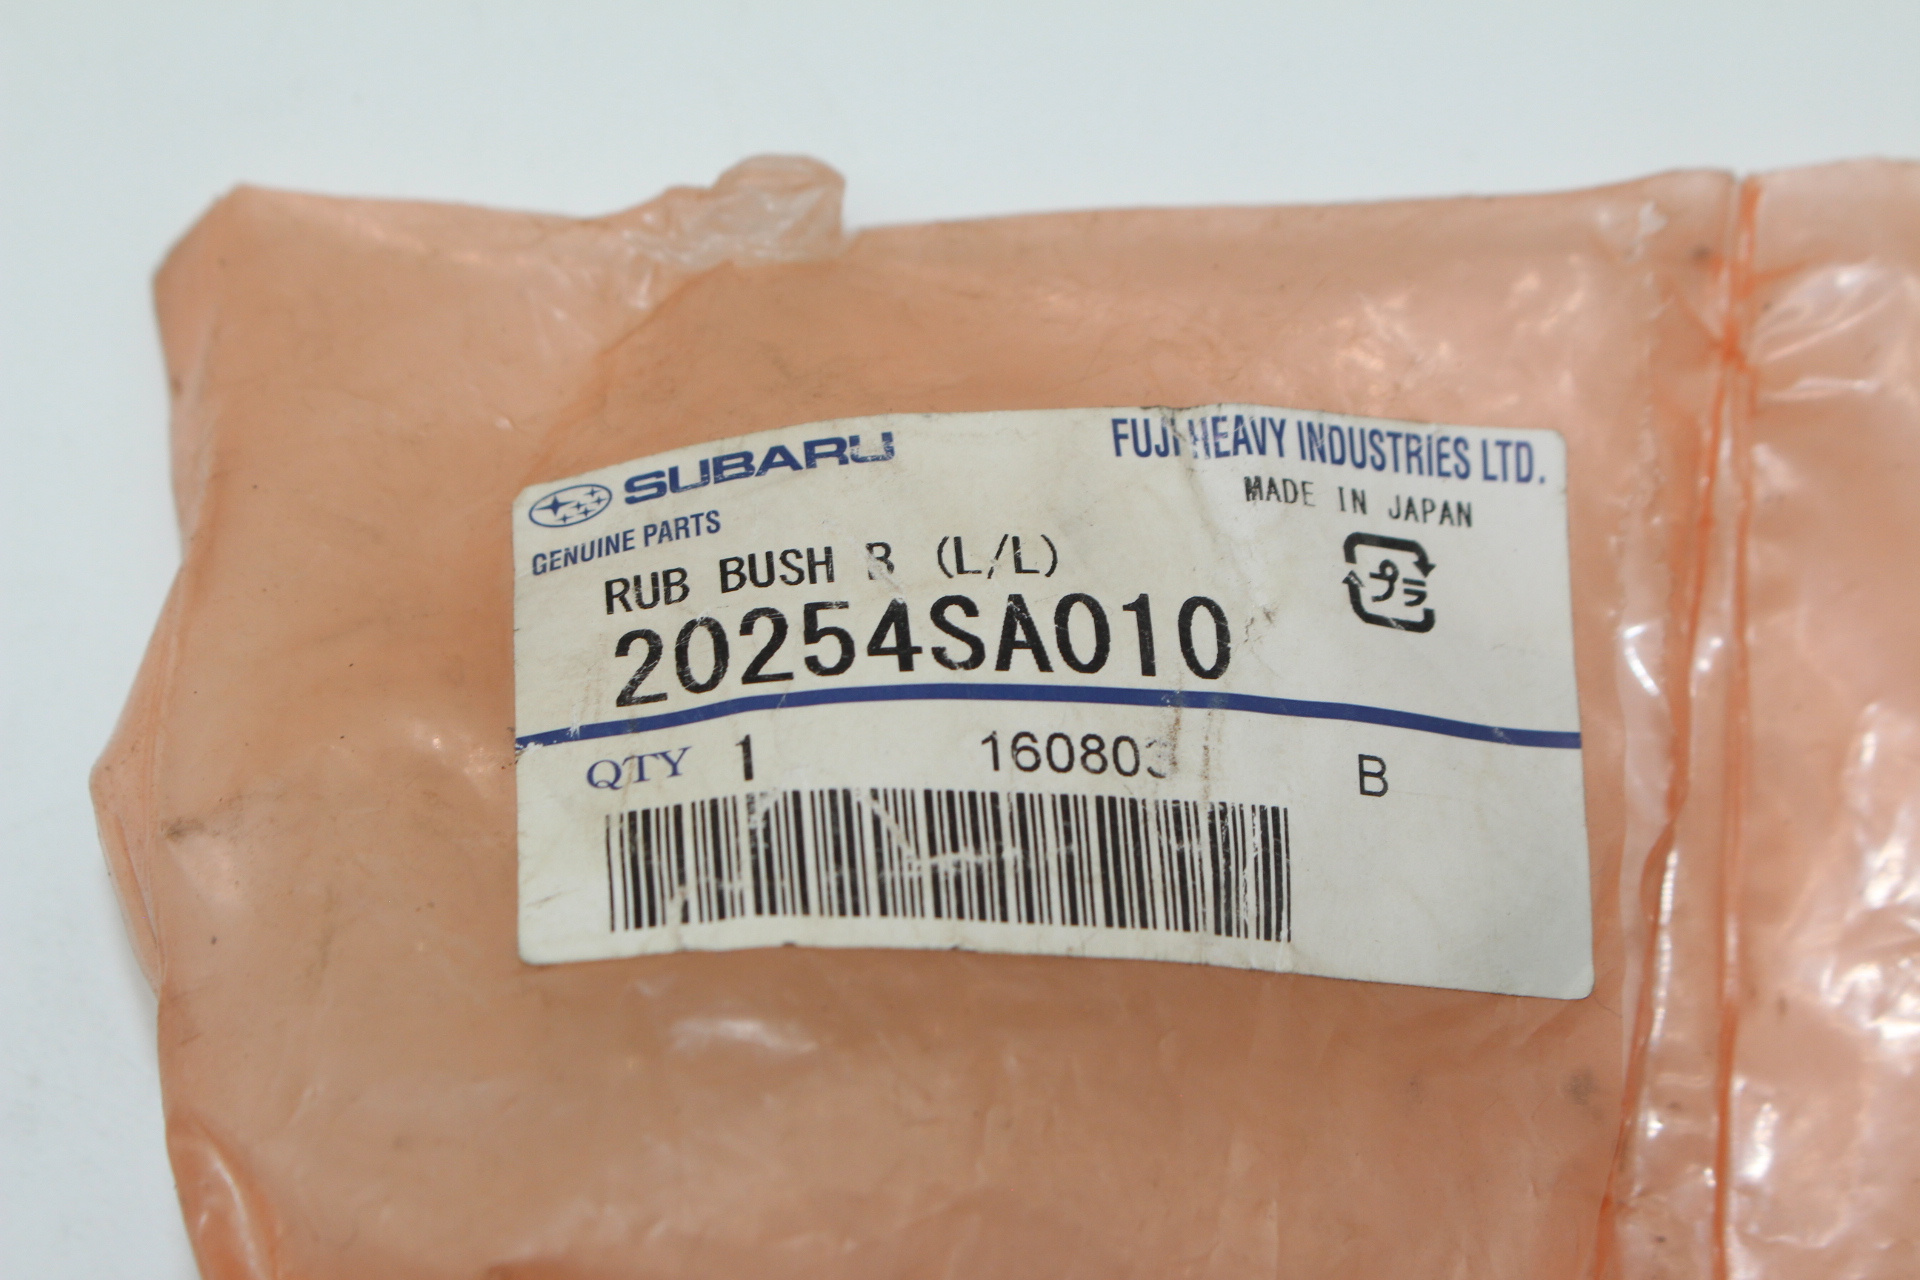 SUBARU
GENUINE PARTS
FUJI HEAVY INDUSTRIES LTD.
MADE IN JAPAN
プラ
RUB BUSH B (L/L)
20254SA010
QTY 1 160803 B